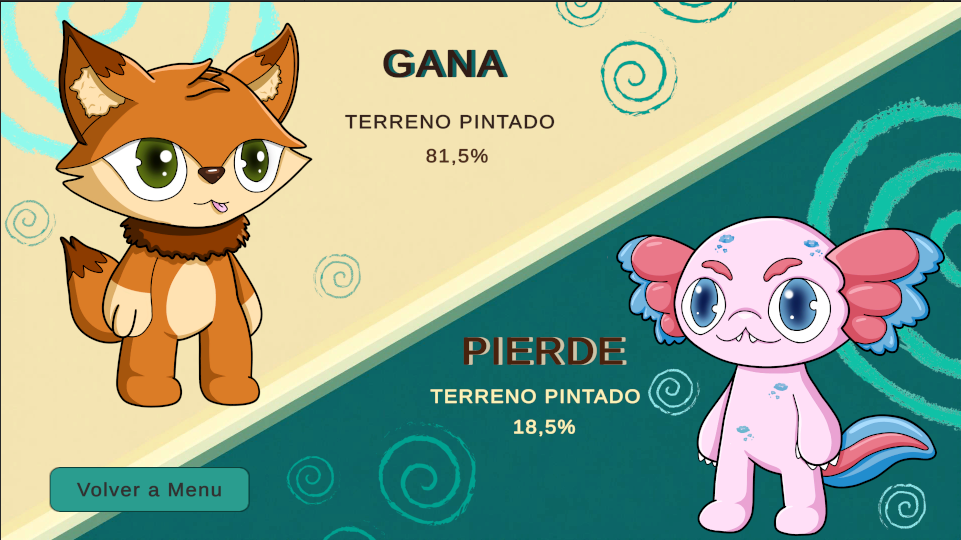 GANA
TERRENO PINTADO
81,5%
PIERDE
TERRENO PINTADO
18,5%
Volver a Menu